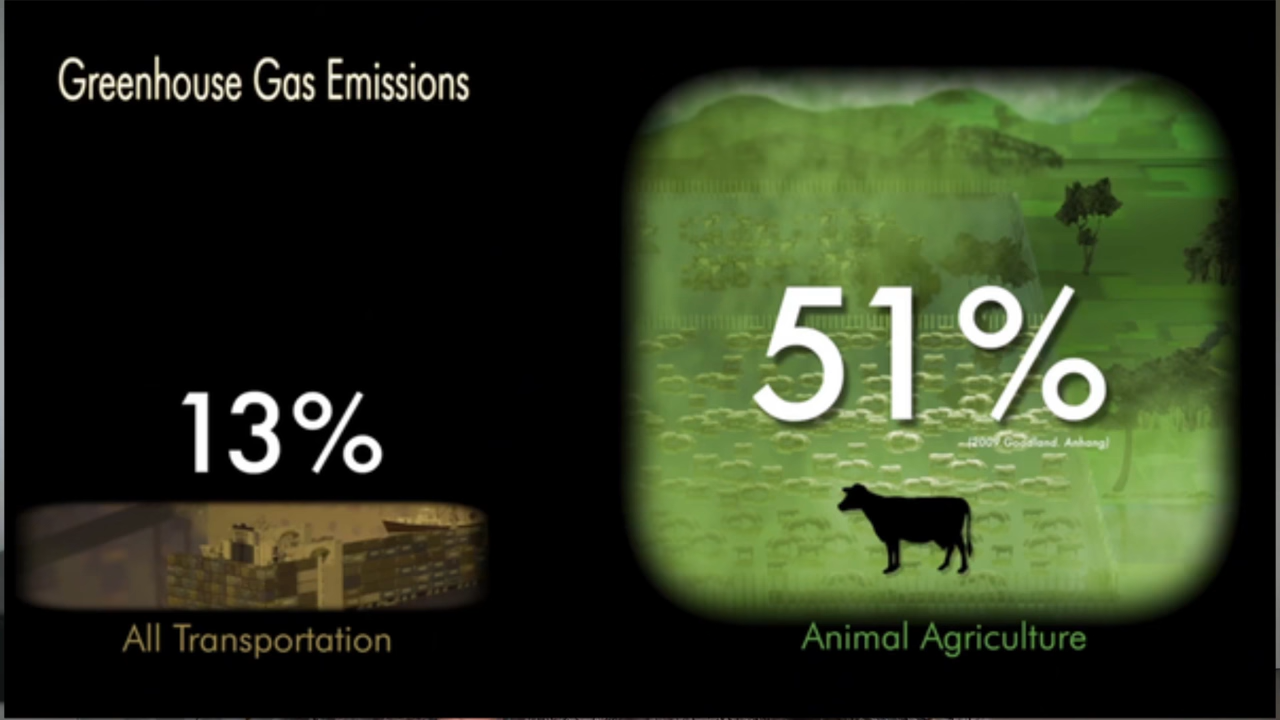 Greenhouse Gas Emissions
51%
13%
(2009 Goodland, Anhang)
All Transportation
Animal Agriculture